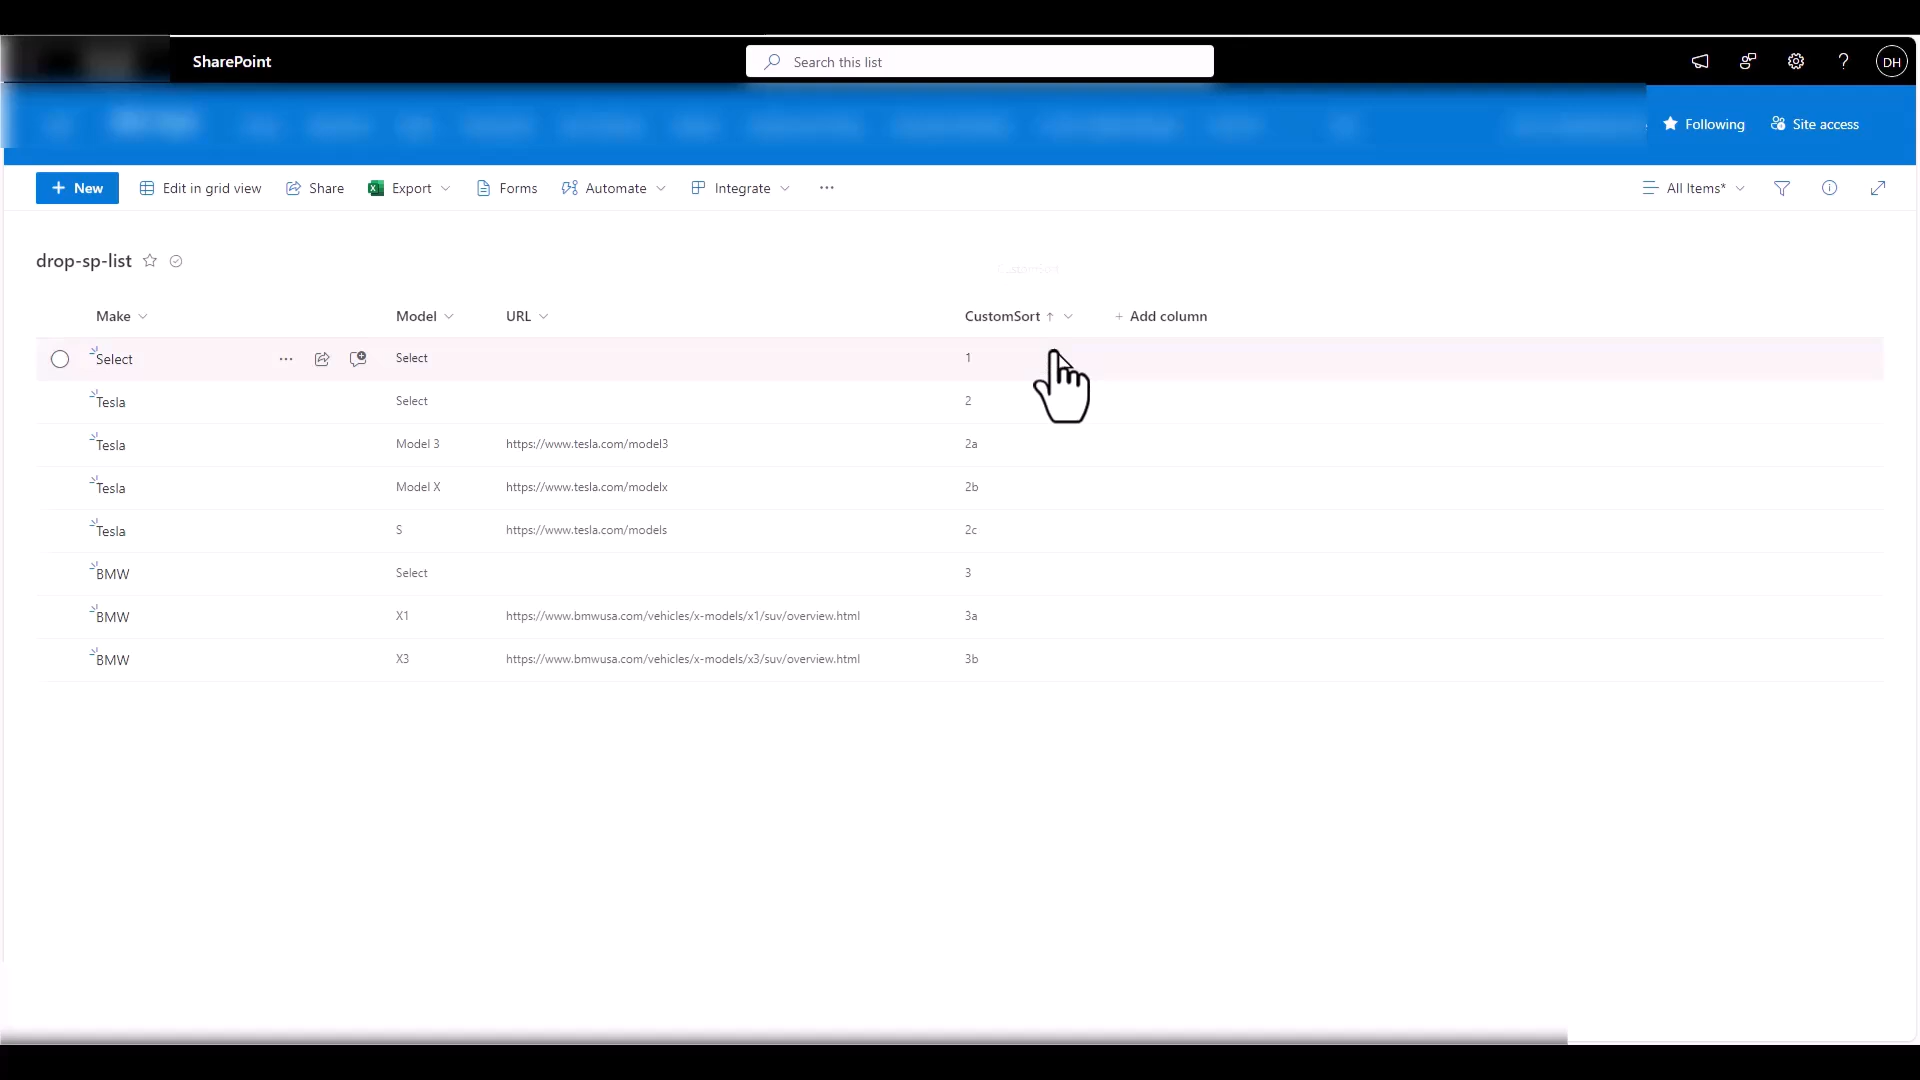 SharePoint
Search this list
DH
Following
Site access
New
Edit in grid view
Share
Export
Forms
Automate
Integrate
All Items*
drop-sp-list
Make Model URL CustomSort Add column
Select Select 1
Tesla Select 2
Tesla Model 3 https://www.tesla.com/model3 2a
Tesla Model X https://www.tesla.com/modelx 2b
Tesla S https://www.tesla.com/models 2c
BMW Select 3
BMW X1 https://www.bmwusa.com/vehicles/x-models/x1/suv/overview.html 3a
BMW X3 https://www.bmwusa.com/vehicles/x-models/x3/suv/overview.html 3b